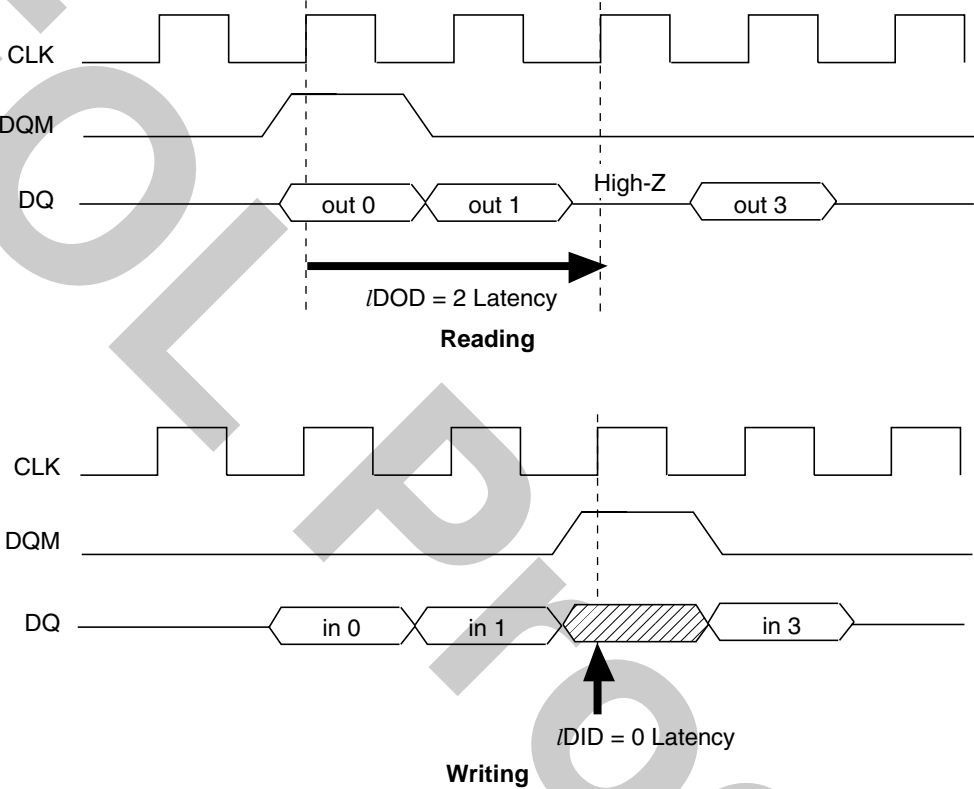 CLK
DQM
DQ
out 0
out 1
High-Z
out 3
lDOD = 2 Latency
Reading
CLK
DQM
DQ
in 0
in 1
in 3
lDID = 0 Latency
Writing